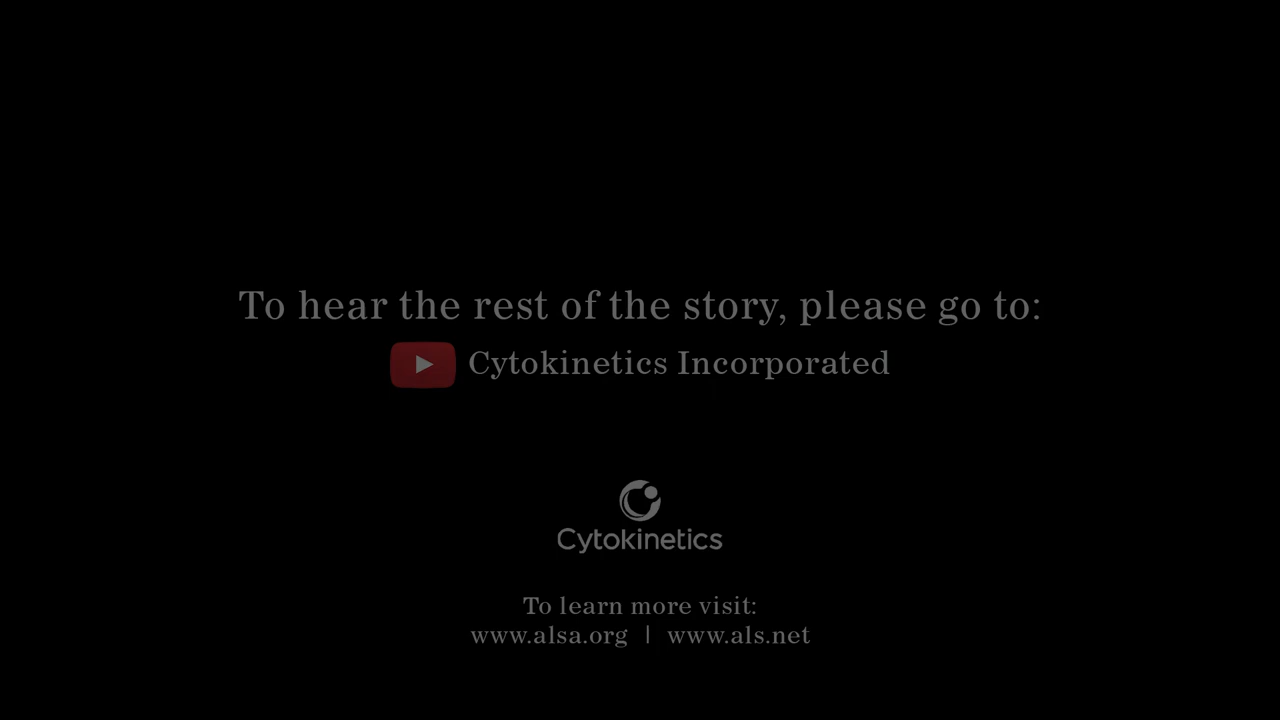 To hear the rest of the story, please go to:
Cytokinetics Incorporated
Cytokinetics
To learn more visit:
www.alsa.org | www.als.net